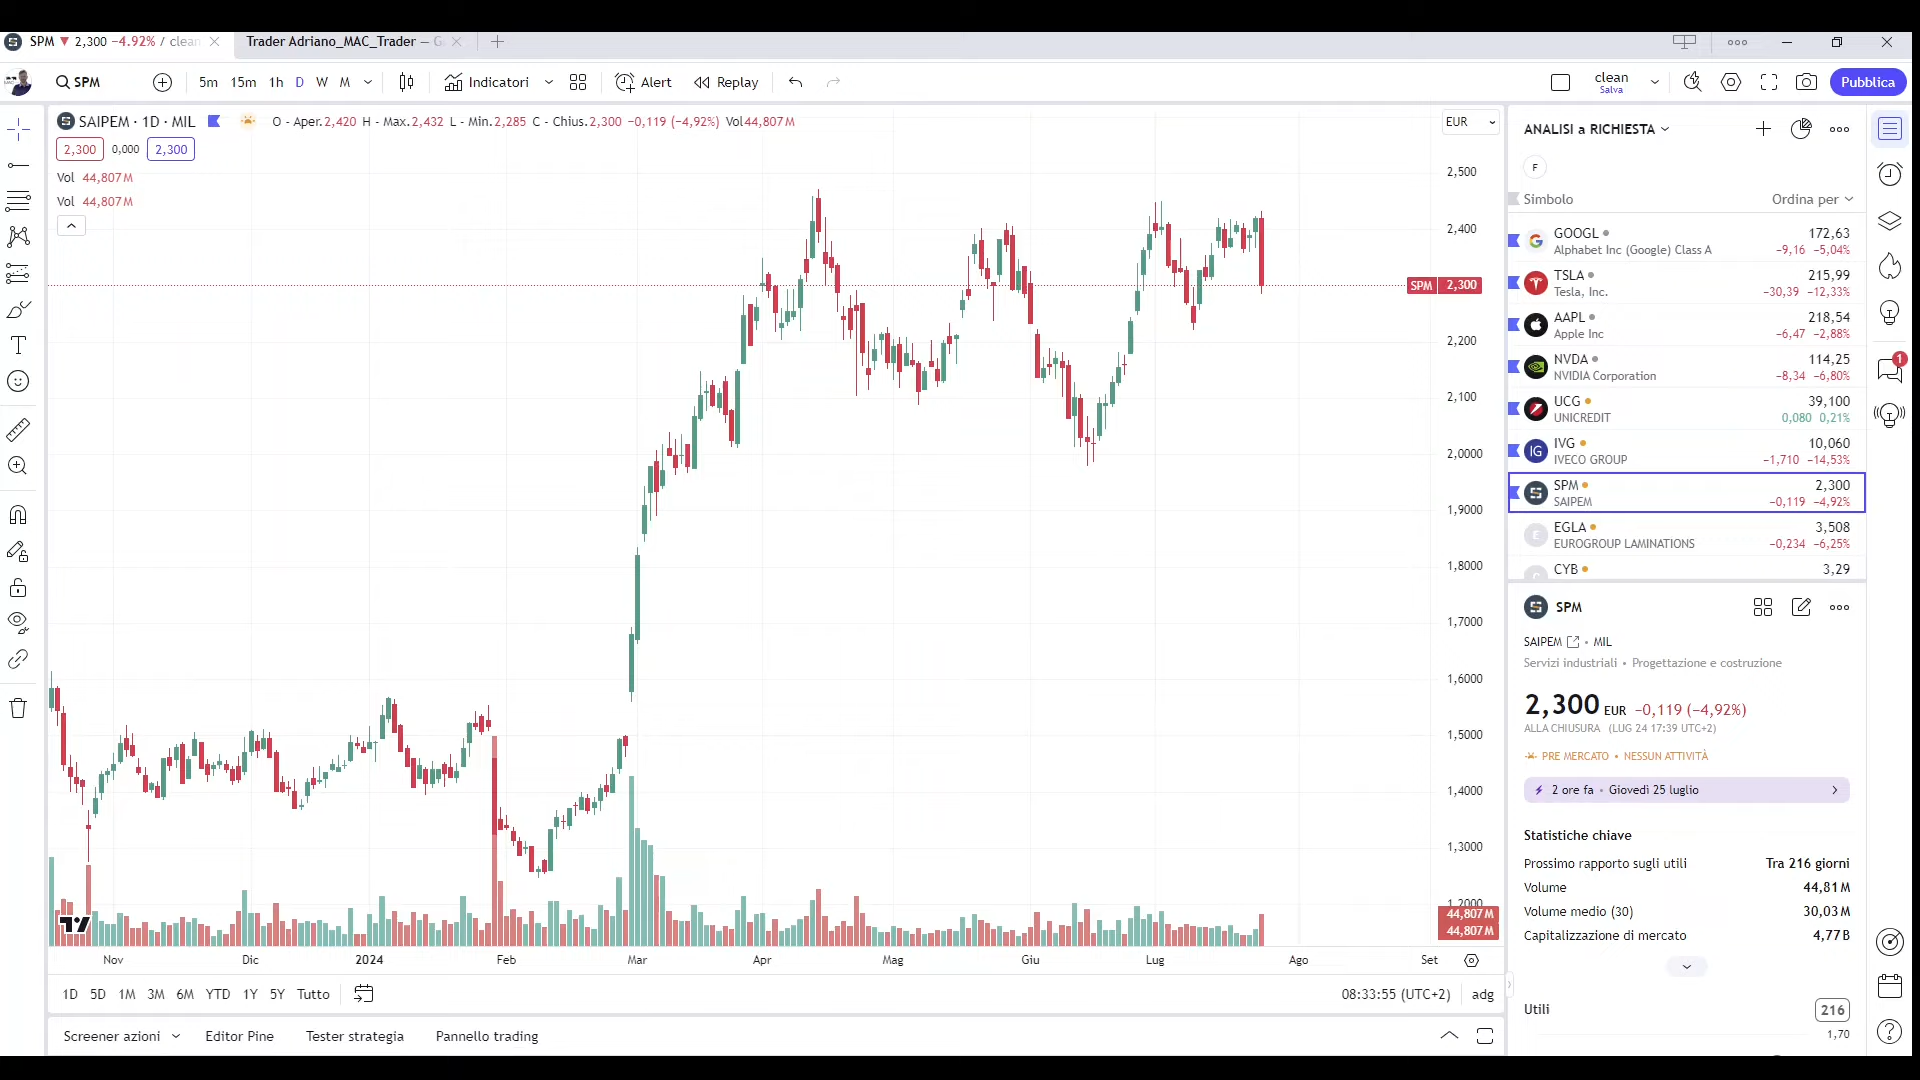 SPM ▼ 2,300 −4.92% / clean
Trader Adriano_MAC_Trader — G
SPM
5m 15m 1h D W M
Indicatori
Alert
Replay
clean
Salva
Pubblica
SAIPEM · 1D · MIL
O - Aper.2,420 H - Max.2,432 L - Min.2,285 C - Chius.2,300 −0,119 (−4,92%) Vol44,807M
2,300 0,000 2,300
Vol 44,807M
Vol 44,807M
EUR
2,500
2,400
SPM 2,300
2,200
2,100
2,0000
1,9000
1,8000
1,7000
1,6000
1,5000
1,4000
1,3000
1,2000
44,807M
44,807M
Nov Dic 2024 Feb Mar Apr Mag Giu Lug Ago Set
1D 5D 1M 3M 6M YTD 1Y 5Y Tutto
08:33:55 (UTC+2) adg
Screener azioni Editor Pine Tester strategia Pannello trading
ANALISI a RICHIESTA
F
Simbolo Ordina per
GOOGL 172,63
Alphabet Inc (Google) Class A −9,16 −5,04%
TSLA 215,99
Tesla, Inc. −30,39 −12,33%
AAPL 218,54
Apple Inc −6,47 −2,88%
NVDA 114,25
NVIDIA Corporation −8,34 −6,80%
UCG 39,100
UNICREDIT 0,080 0,21%
IG IVG 10,060
IVECO GROUP −1,710 −14,53%
SPM 2,300
SAIPEM −0,119 −4,92%
E EGLA 3,508
EUROGROUP LAMINATIONS −0,234 −6,25%
CYB 3,29
SPM
SAIPEM • MIL
Servizi industriali • Progettazione e costruzione
2,300 EUR −0,119 (−4,92%)
ALLA CHIUSURA (LUG 24 17:39 UTC+2)
PRE MERCATO • NESSUN ATTIVITÀ
2 ore fa • Giovedì 25 luglio
Statistiche chiave
Prossimo rapporto sugli utili Tra 216 giorni
Volume 44,81M
Volume medio (30) 30,03M
Capitalizzazione di mercato 4,77B
Utili 216
1,70
1